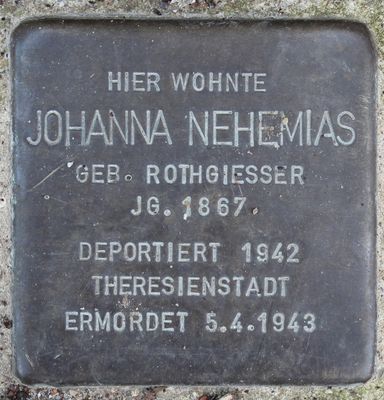 HIER WOHNTE
JOHANNA NEHEMIAS
GEB. ROTHGIESSER
JG. 1867
DEPORTIERT 1942
THERESIENSTADT
ERMORDET 5.4.1943